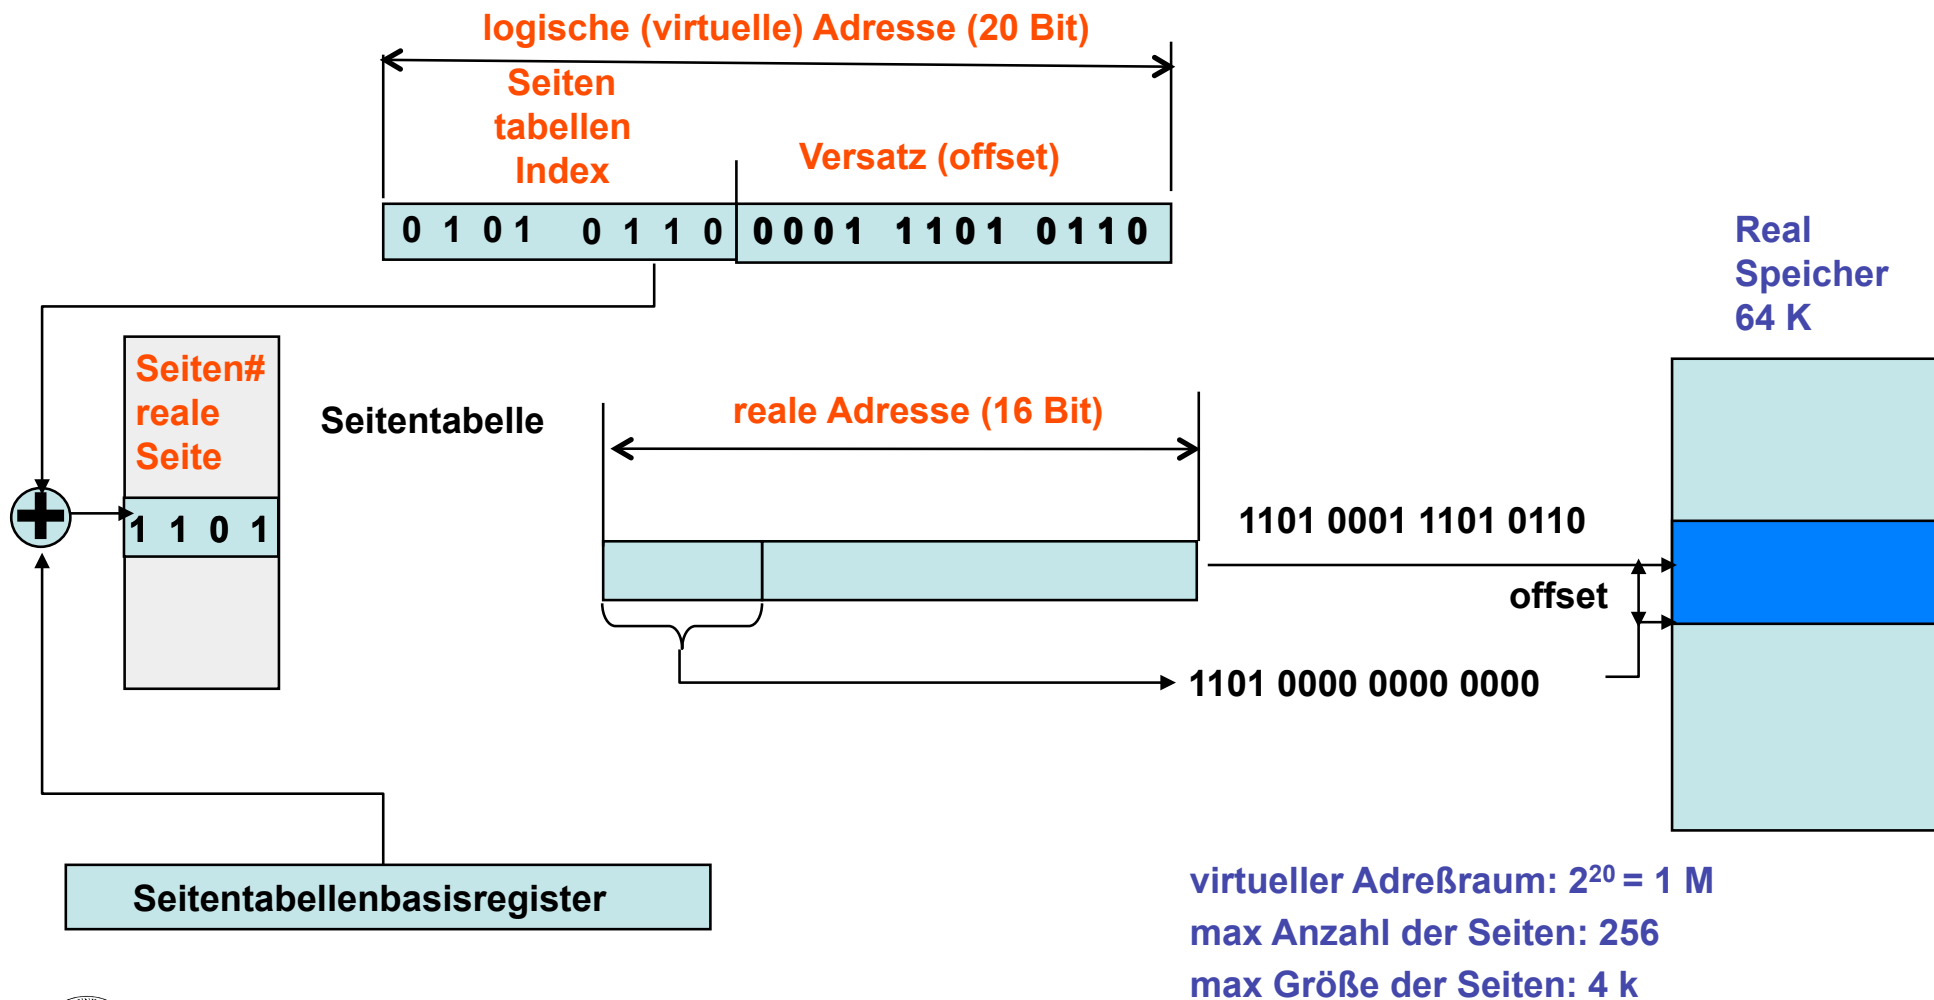 logische (virtuelle) Adresse (20 Bit)
Seiten
tabellen
Index
Versatz (offset)
0 1 0 1 0 1 1 0 0 0 0 1 1 1 0 1 0 1 1 0
Real
Speicher
64 K
Seiten#
reale
Seite
Seitentabelle
reale Adresse (16 Bit)
1 1 0 1
1101 0001 1101 0110
offset
1101 0000 0000 0000
Seitentabellenbasisregister
virtueller Adreßraum: 2²⁰ = 1 M
max Anzahl der Seiten: 256
max Größe der Seiten: 4 k